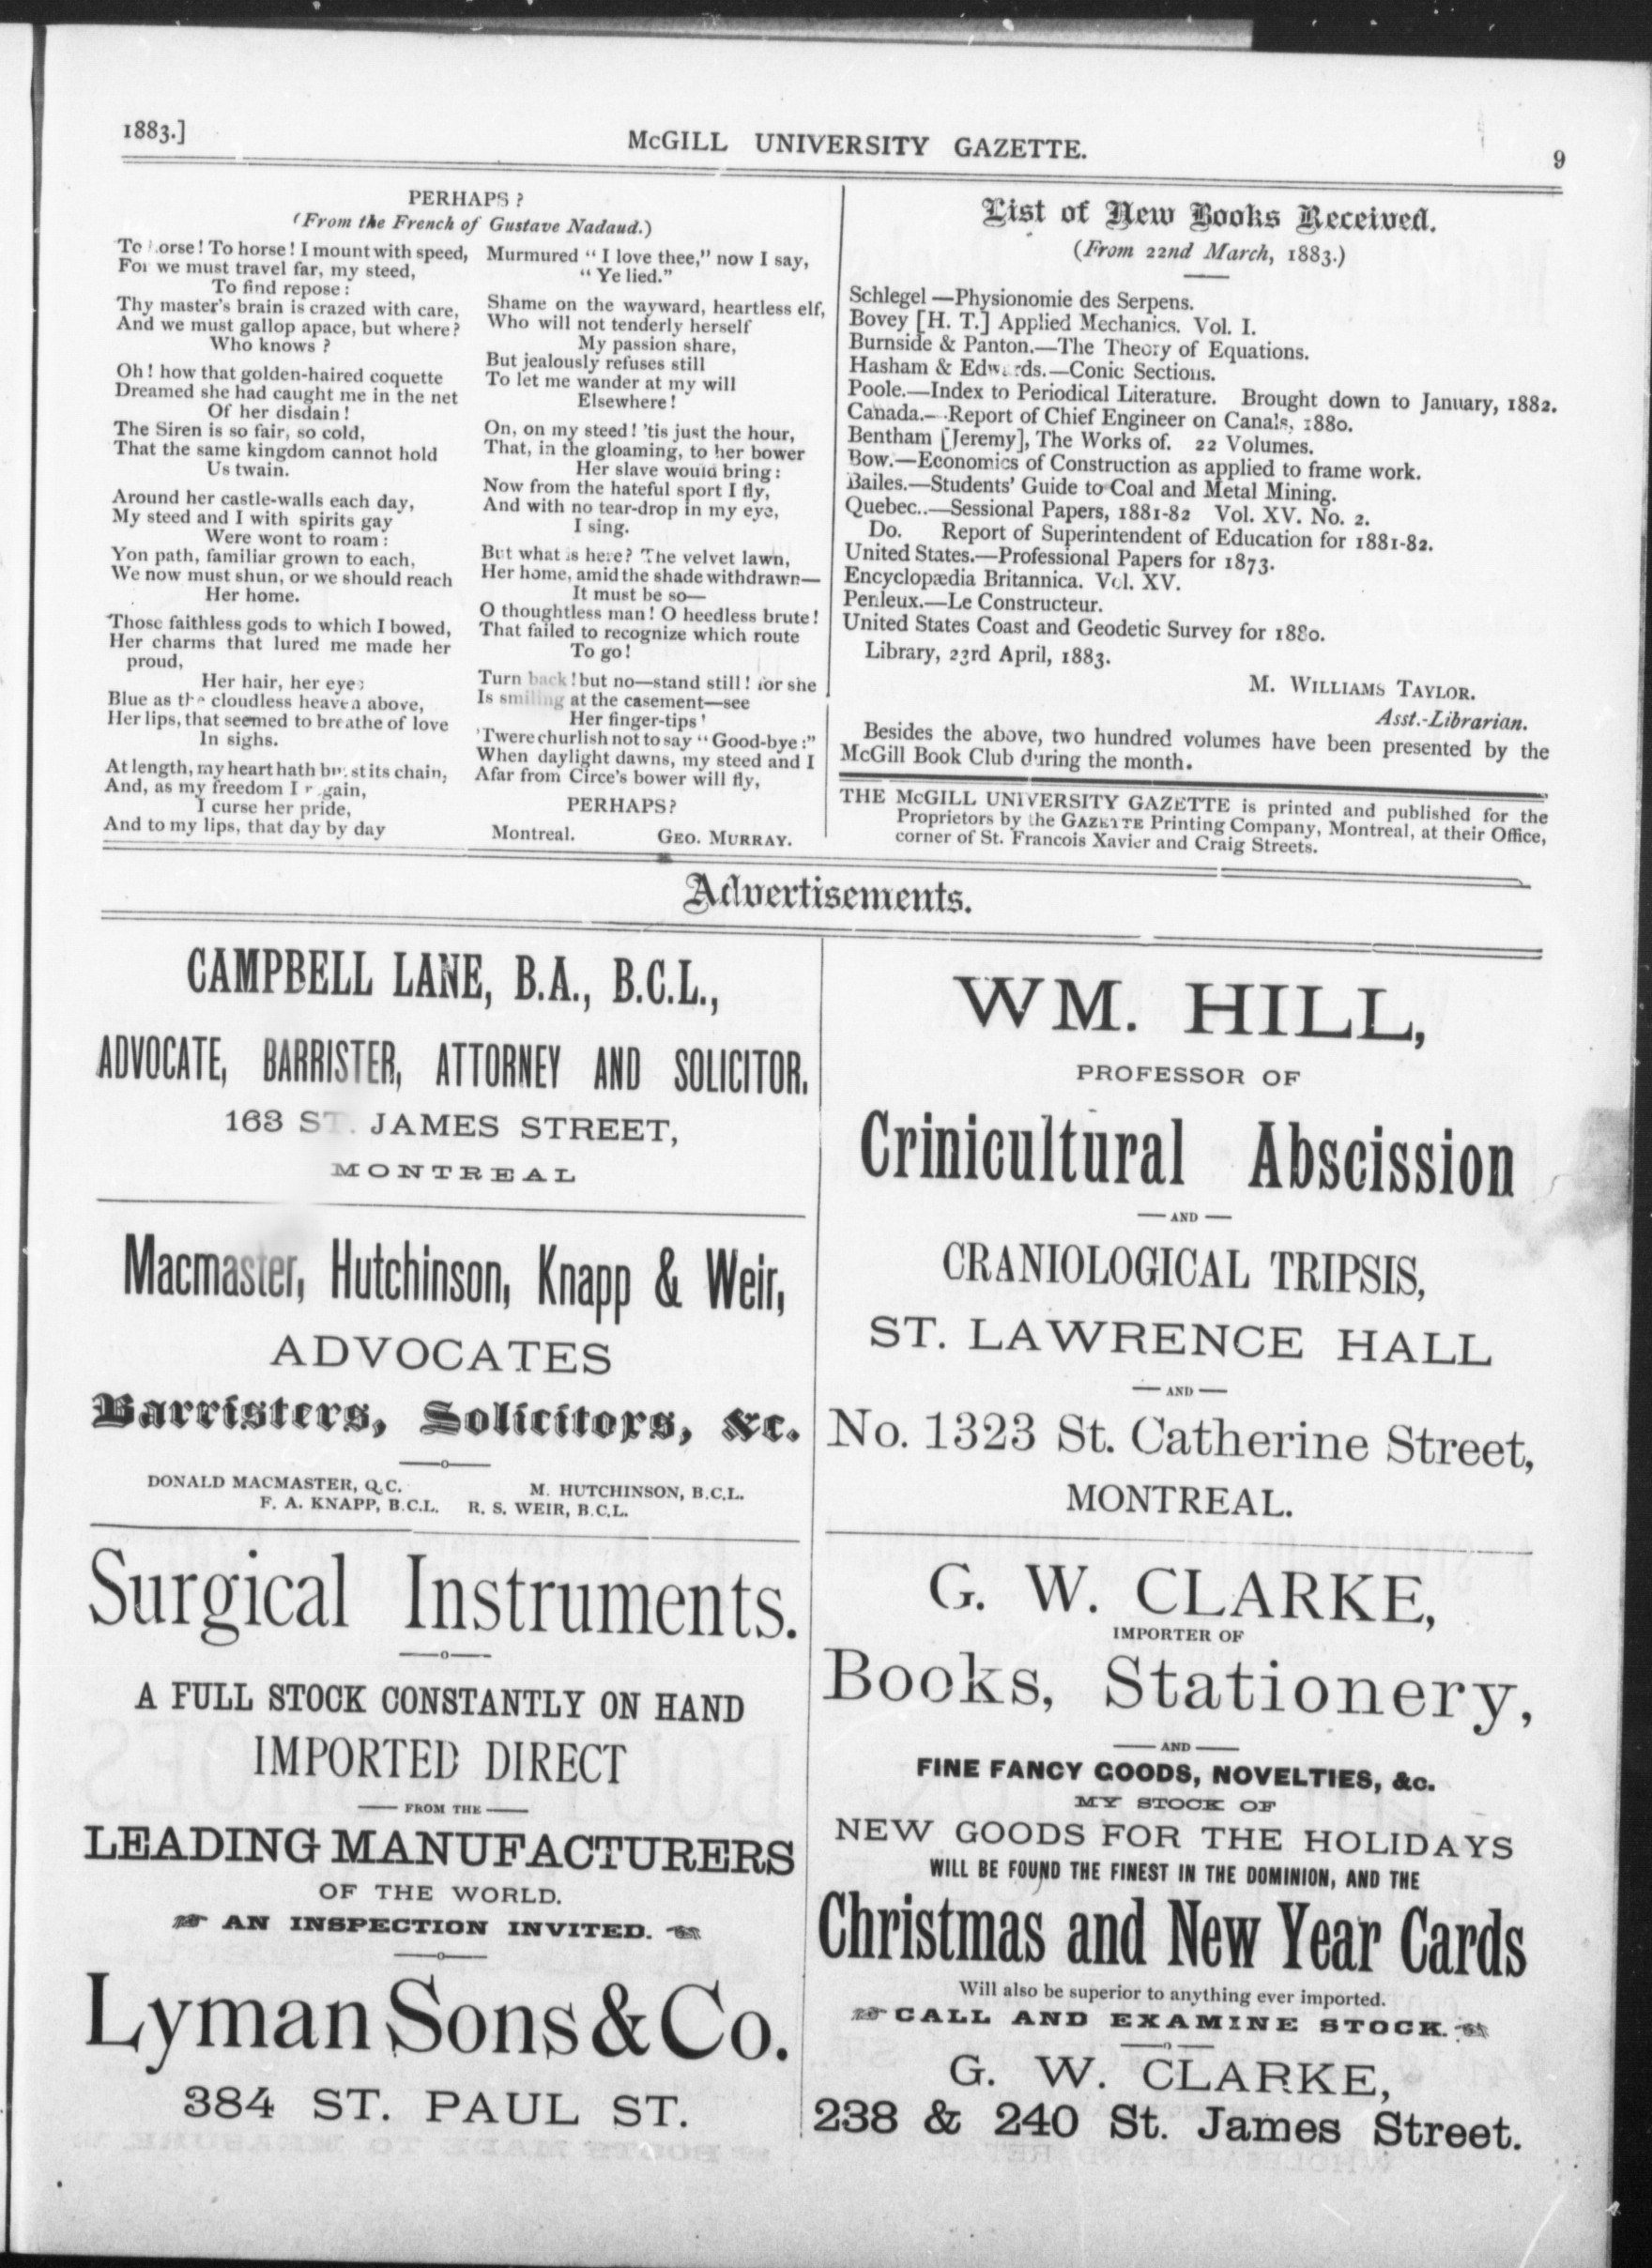 1883.]
McGILL UNIVERSITY GAZETTE.
9
PERHAPS?
(From the French of Gustave Nadaud.)
To horse! To horse! I mount with speed,
For we must travel far, my steed,
To find repose:
Thy master's brain is crazed with care,
And we must gallop apace, but where?
Who knows?
Oh! how that golden-haired coquette
Dreamed she had caught me in the net
Of her disdain!
The Siren is so fair, so cold,
That the same kingdom cannot hold
Us twain.
Around her castle-walls each day,
My steed and I with spirits gay
Were wont to roam:
Yon path, familiar grown to each,
We now must shun, or we should reach
Her home.
Those faithless gods to which I bowed,
Her charms that lured me made her
proud,
Her hair, her eyes
Blue as the cloudless heaven above,
Her lips, that seemed to breathe of love
In sighs.
At length, my heart hath burst its chain,
And, as my freedom I regain,
I curse her pride,
And to my lips, that day by day
Murmured "I love thee," now I say,
"Ye lied."
Shame on the wayward, heartless elf,
Who will not tenderly herself
My passion share,
But jealously refuses still
To let me wander at my will
Elsewhere!
On, on my steed! 'tis just the hour,
That, in the gloaming, to her bower
Her slave would bring:
Now from the hateful sport I fly,
And with no tear-drop in my eye,
I sing.
But what is here? The velvet lawn,
Her home, amid the shade withdrawn—
It must be so—
O thoughtless man! O heedless brute!
That failed to recognize which route
To go!
Turn back! but no—stand still! for she
Is smiling at the casement—see
Her finger-tips!
'Twere churlish not to say "Good-bye:"
When daylight dawns, my steed and I
Afar from Circe's bower will fly,
PERHAPS?
Montreal. GEO. MURRAY.
List of New Books Received.
(From 22nd March, 1883.)
Schlegel—Physionomie des Serpens.
Bovey [H. T.] Applied Mechanics. Vol. I.
Burnside & Panton.—The Theory of Equations.
Hasham & Edwards.—Conic Sections.
Poole.—Index to Periodical Literature. Brought down to January, 1882.
Canada.—Report of Chief Engineer on Canals, 1880.
Bentham [Jeremy], The Works of. 22 Volumes.
Bow.—Economics of Construction as applied to frame work.
Bailes.—Students' Guide to Coal and Metal Mining.
Quebec..—Sessional Papers, 1881-82 Vol. XV. No. 2.
Do. Report of Superintendent of Education for 1881-82.
United States.—Professional Papers for 1873.
Encyclopædia Britannica. Vol. XV.
Penleux.—Le Constructeur.
United States Coast and Geodetic Survey for 1880.
Library, 23rd April, 1883.
M. WILLIAMS TAYLOR.
Asst.-Librarian.
Besides the above, two hundred volumes have been presented by the
McGill Book Club during the month.
THE McGILL UNIVERSITY GAZETTE is printed and published for the
Proprietors by the GAZETTE Printing Company, Montreal, at their Office,
corner of St. Francois Xavier and Craig Streets.
Advertisements.
CAMPBELL LANE, B.A., B.C.L.,
ADVOCATE, BARRISTER, ATTORNEY AND SOLICITOR.
163 ST. JAMES STREET,
MONTREAL
Macmaster, Hutchinson, Knapp & Weir,
ADVOCATES
Barristers, Solicitors, &c.
DONALD MACMASTER, Q.C. M. HUTCHINSON, B.C.L.
F. A. KNAPP, B.C.L. R. S. WEIR, B.C.L.
Surgical Instruments.
A FULL STOCK CONSTANTLY ON HAND
IMPORTED DIRECT
FROM THE
LEADING MANUFACTURERS
OF THE WORLD.
AN INSPECTION INVITED.
Lyman Sons & Co.
384 ST. PAUL ST.
WM. HILL,
PROFESSOR OF
Crinicultural Abscission
AND
CRANIOLOGICAL TRIPSIS,
ST. LAWRENCE HALL
AND
No. 1323 St. Catherine Street,
MONTREAL.
G. W. CLARKE,
IMPORTER OF
Books, Stationery,
AND
FINE FANCY GOODS, NOVELTIES, &c.
MY STOCK OF
NEW GOODS FOR THE HOLIDAYS
WILL BE FOUND THE FINEST IN THE DOMINION, AND THE
Christmas and New Year Cards
Will also be superior to anything ever imported.
CALL AND EXAMINE STOCK.
G. W. CLARKE,
238 & 240 St. James Street.